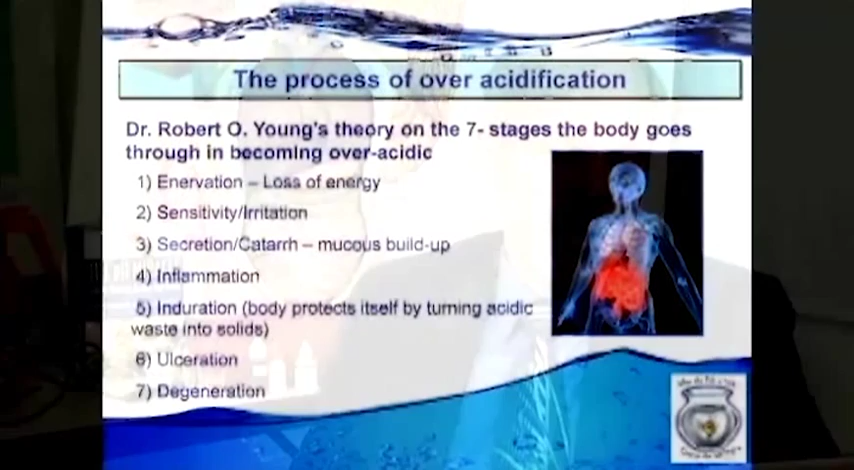 The process of over acidification
Dr. Robert O. Young's theory on the 7- stages the body goes
through in becoming over-acidic
1) Enervation – Loss of energy
2) Sensitivity/Irritation
3) Secretion/Catarrh – mucous build-up
4) Inflammation
5) Induration (body protects itself by turning acidic
waste into solids)
6) Ulceration
7) Degeneration